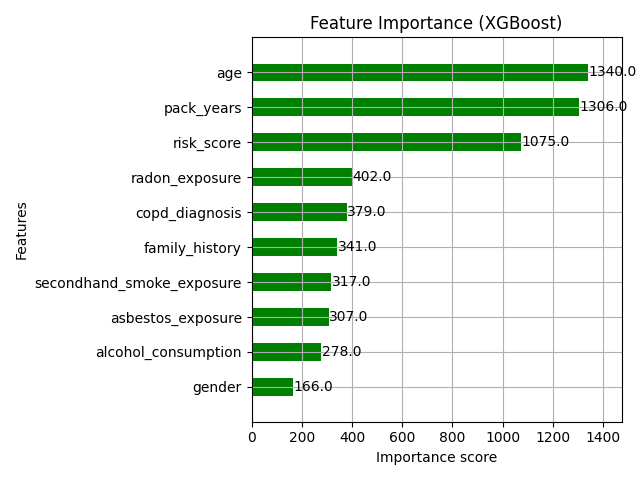 Feature Importance (XGBoost)
Features
age 1340.0
pack_years 1306.0
risk_score 1075.0
radon_exposure 402.0
copd_diagnosis 379.0
family_history 341.0
secondhand_smoke_exposure 317.0
asbestos_exposure 307.0
alcohol_consumption 278.0
gender 166.0
0 200 400 600 800 1000 1200 1400
Importance score